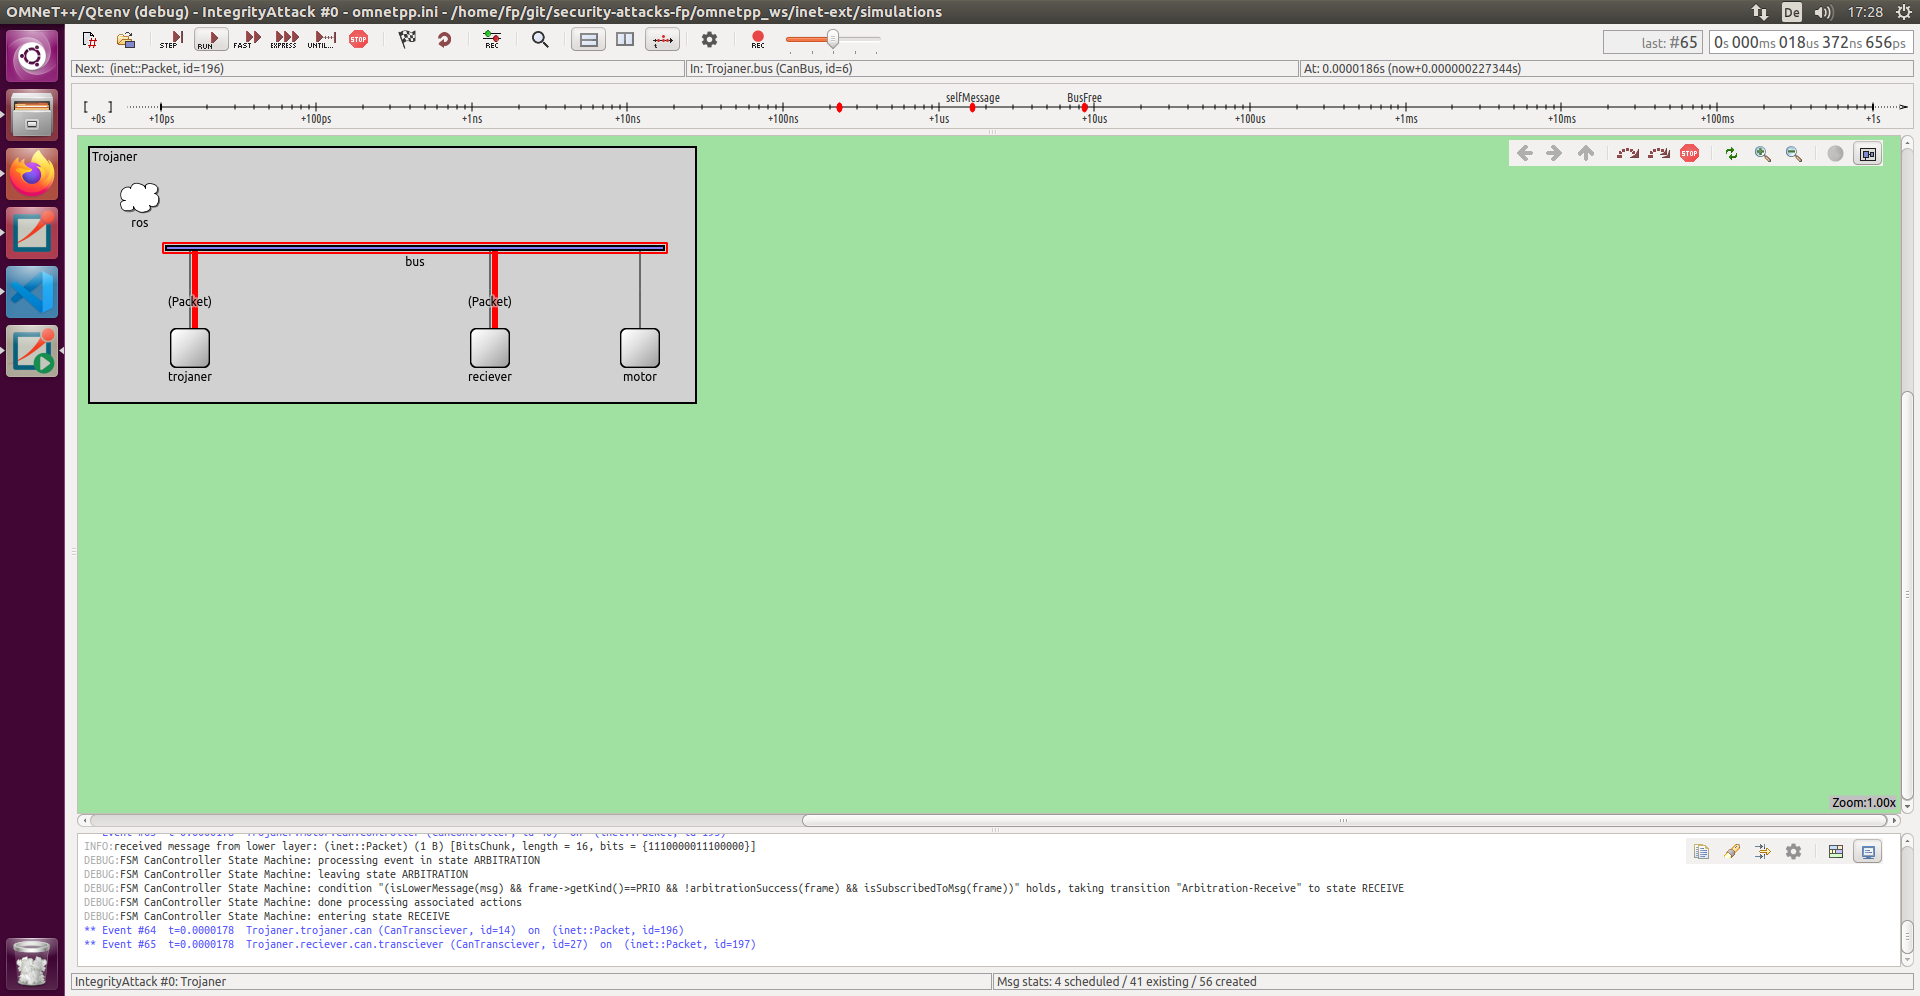 OMNeT++/Qtenv (debug) - IntegrityAttack #0 - omnetpp.ini - /home/fp/git/security-attacks-fp/omnetpp_ws/inet-ext/simulations
De
17:28
STEP
RUN
FAST
EXPRESS
UNTIL...
STOP
REC
REC
last: #65
0s 000ms 018us 372ns 656ps
Next: (inet::Packet, id=196)
In: Trojaner.bus (CanBus, id=6)
At: 0.0000186s (now+0.000000227344s)
selfMessage
BusFree
+0s
+10ps
+100ps
+1ns
+10ns
+100ns
+1us
+10us
+100us
+1ms
+10ms
+100ms
+1s
Trojaner
STOP
ros
bus
(Packet)
(Packet)
trojaner
reciever
motor
Zoom:1.00x
INFO:received message from lower layer: (inet::Packet) (1 B) [BitsChunk, length = 16, bits = {1110000011100000}]
DEBUG:FSM CanController State Machine: processing event in state ARBITRATION
DEBUG:FSM CanController State Machine: leaving state ARBITRATION
DEBUG:FSM CanController State Machine: condition "(isLowerMessage(msg) && frame->getKind()==PRIO && !arbitrationSuccess(frame) && isSubscribedToMsg(frame))" holds, taking transition "Arbitration-Receive" to state RECEIVE
DEBUG:FSM CanController State Machine: done processing associated actions
DEBUG:FSM CanController State Machine: entering state RECEIVE
** Event #64 t=0.0000178 Trojaner.trojaner.can (CanTransciever, id=14) on (inet::Packet, id=196)
** Event #65 t=0.0000178 Trojaner.reciever.can.transciever (CanTransciever, id=27) on (inet::Packet, id=197)
IntegrityAttack #0: Trojaner
Msg stats: 4 scheduled / 41 existing / 56 created